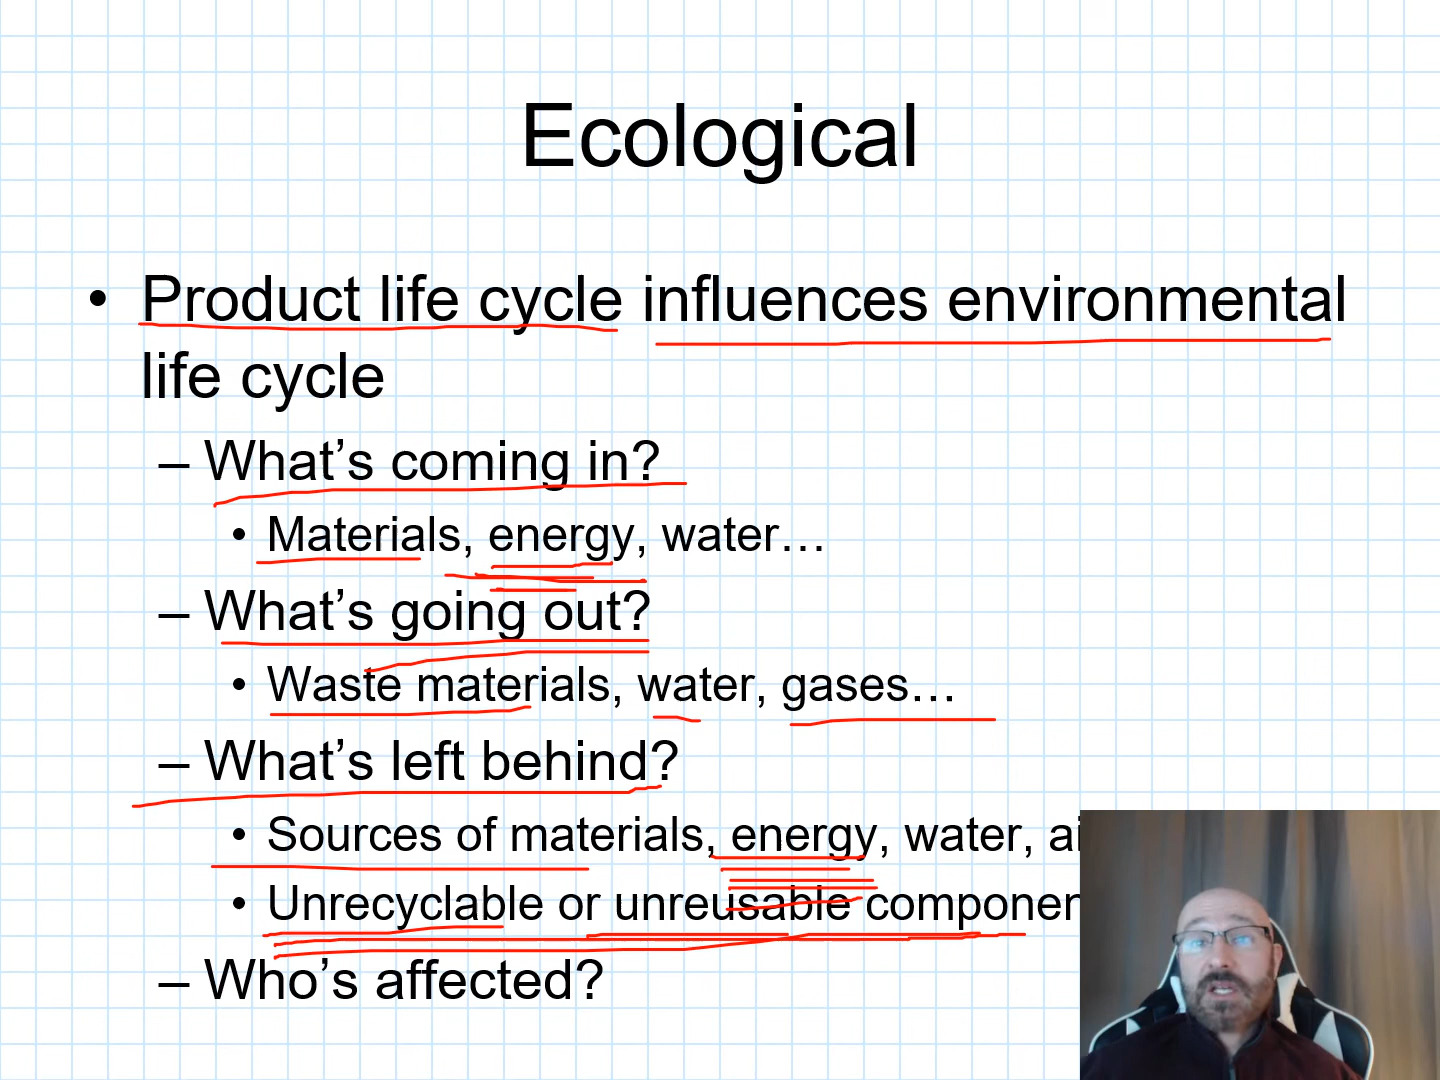 Ecological
• Product life cycle influences environmental
life cycle
– What’s coming in?
• Materials, energy, water…
– What’s going out?
• Waste materials, water, gases…
– What’s left behind?
• Sources of materials, energy, water,
• Unrecyclable or unreusable
– Who’s affected?